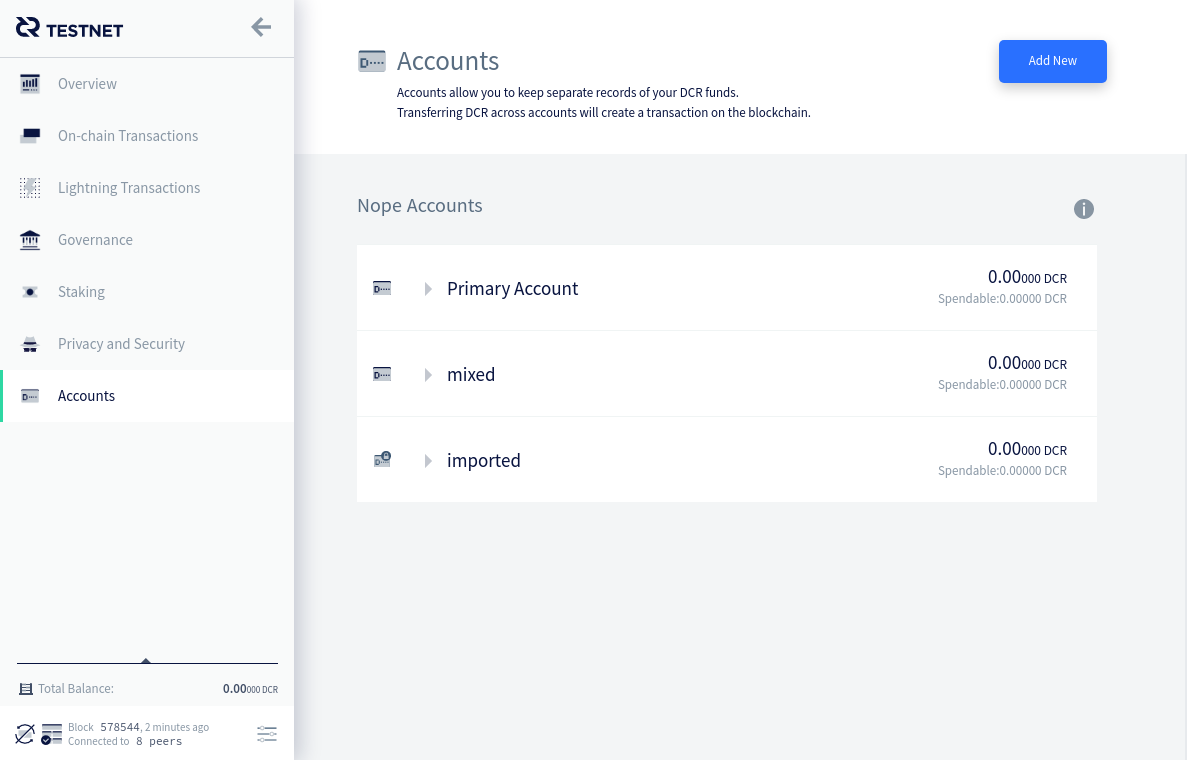 TESTNET
Overview
On-chain Transactions
Lightning Transactions
Governance
Staking
Privacy and Security
Accounts
Total Balance: 0.00000 DCR
Block 578544, 2 minutes ago
Connected to 8 peers
Accounts
Accounts allow you to keep separate records of your DCR funds.
Transferring DCR across accounts will create a transaction on the blockchain.
Add New
Nope Accounts
Primary Account
0.00000 DCR
Spendable:0.00000 DCR
mixed
0.00000 DCR
Spendable:0.00000 DCR
imported
0.00000 DCR
Spendable:0.00000 DCR